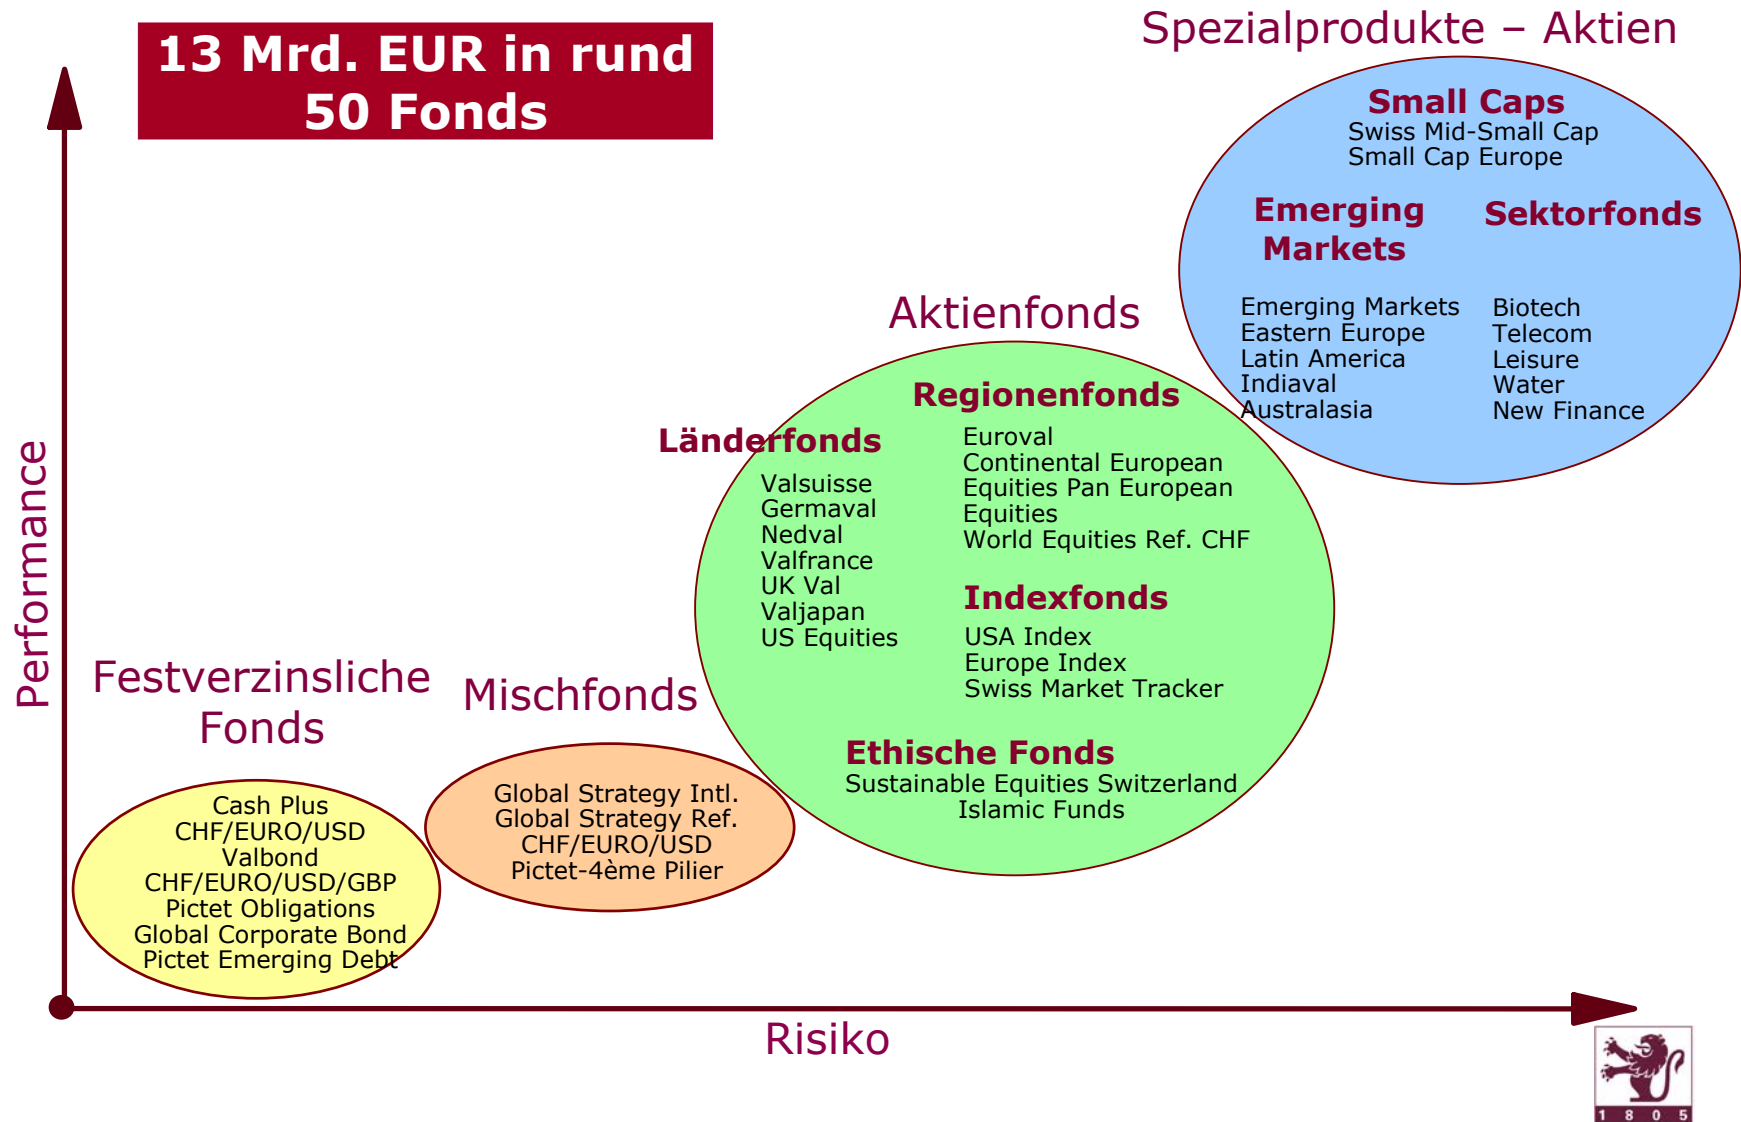 13 Mrd. EUR in rund
50 Fonds
Spezialprodukte – Aktien
Small Caps
Swiss Mid-Small Cap
Small Cap Europe
Emerging
Markets
Emerging Markets
Eastern Europe
Latin America
Indiaval
Australasia
Sektorfonds
Biotech
Telecom
Leisure
Water
New Finance
Aktienfonds
Regionenfonds
Euroval
Continental European
Equities Pan European
Equities
World Equities Ref. CHF
Länderfonds
Valsuisse
Germaval
Nedval
Valfrance
UK Val
Valjapan
US Equities
Indexfonds
USA Index
Europe Index
Swiss Market Tracker
Ethische Fonds
Sustainable Equities Switzerland
Islamic Funds
Mischfonds
Global Strategy Intl.
Global Strategy Ref.
CHF/EURO/USD
Pictet-4ème Pilier
Festverzinsliche
Fonds
Cash Plus
CHF/EURO/USD
Valbond
CHF/EURO/USD/GBP
Pictet Obligations
Global Corporate Bond
Pictet Emerging Debt
Performance
Risiko
1 8 0 5